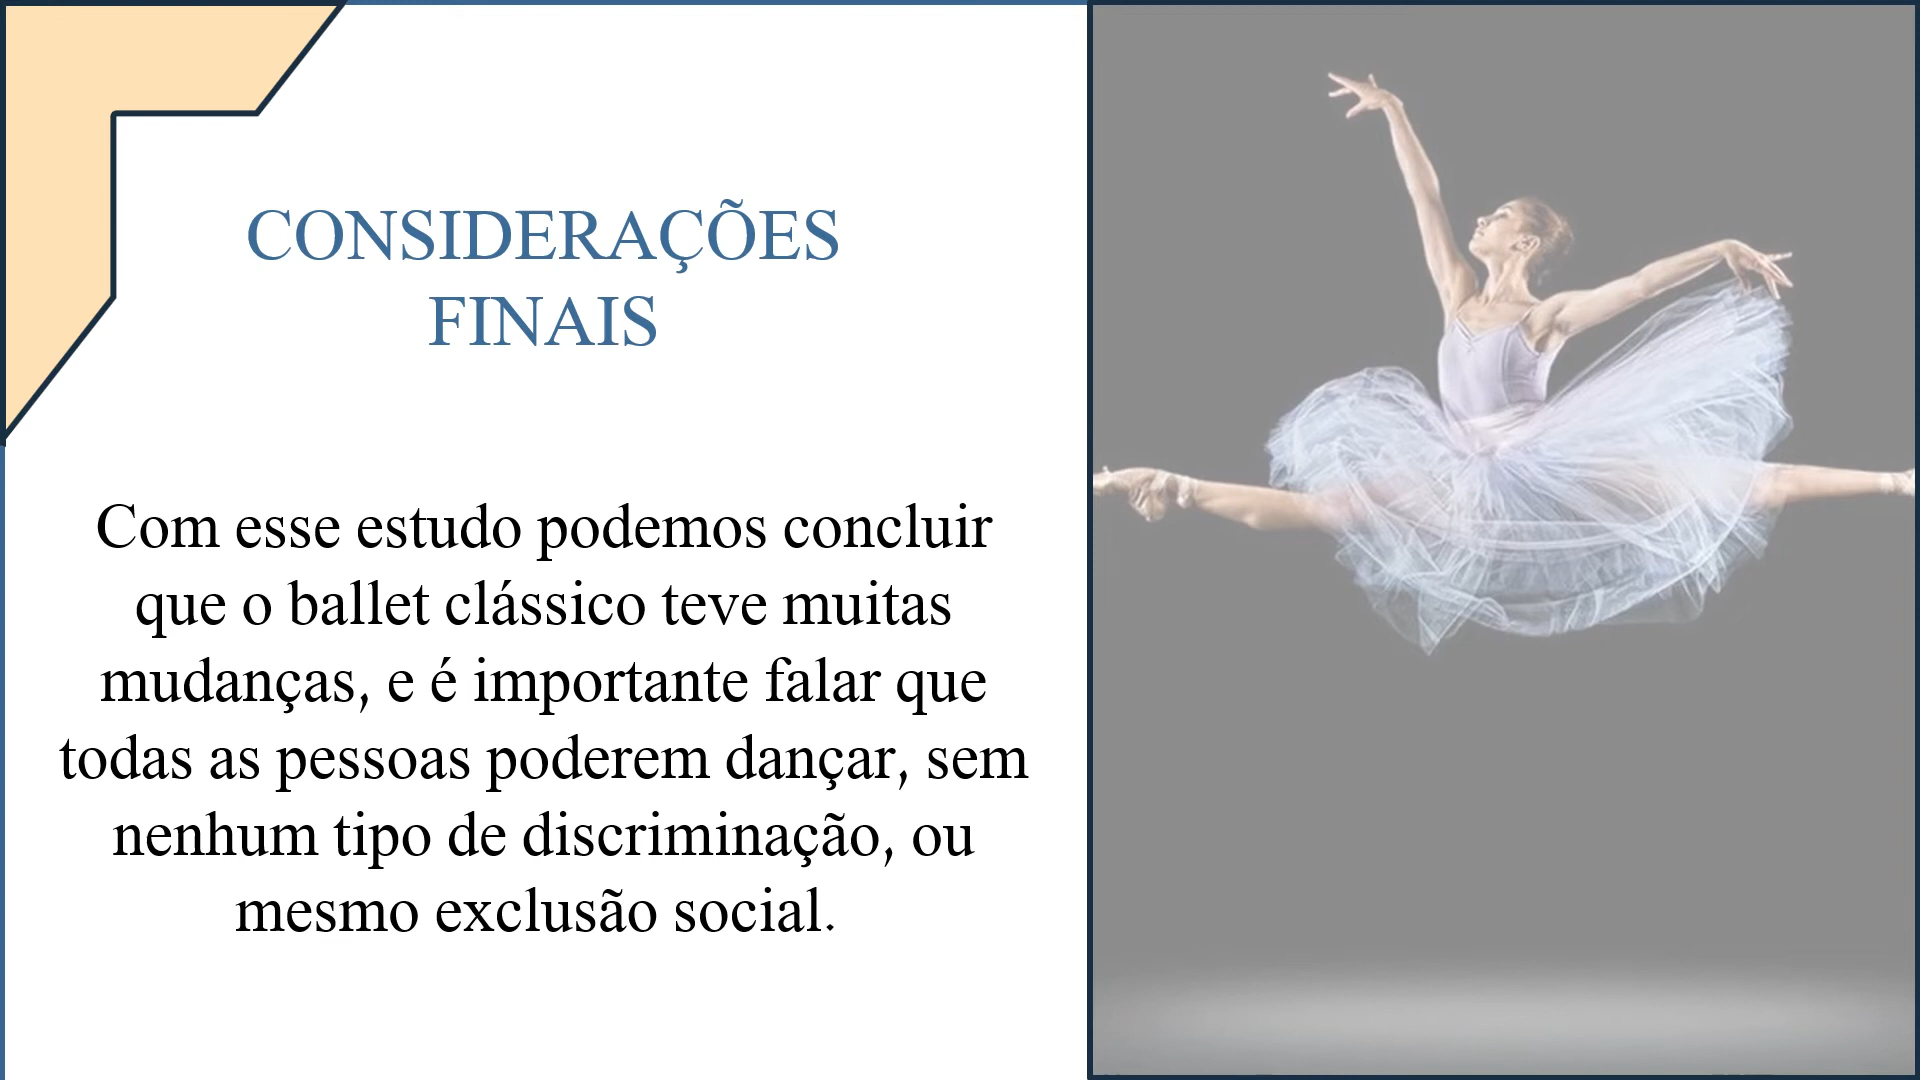 CONSIDERAÇÕES
FINAIS
Com esse estudo podemos concluir
que o ballet clássico teve muitas
mudanças, e é importante falar que
todas as pessoas poderem dançar, sem
nenhum tipo de discriminação, ou
mesmo exclusão social.